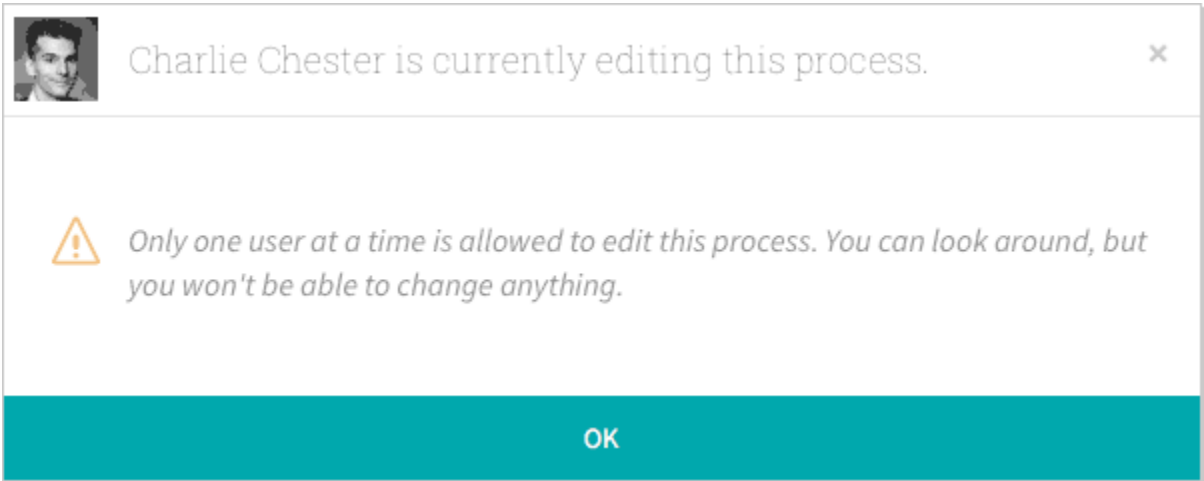 Charlie Chester is currently editing this process.
×
Only one user at a time is allowed to edit this process. You can look around, but
you won't be able to change anything.
OK